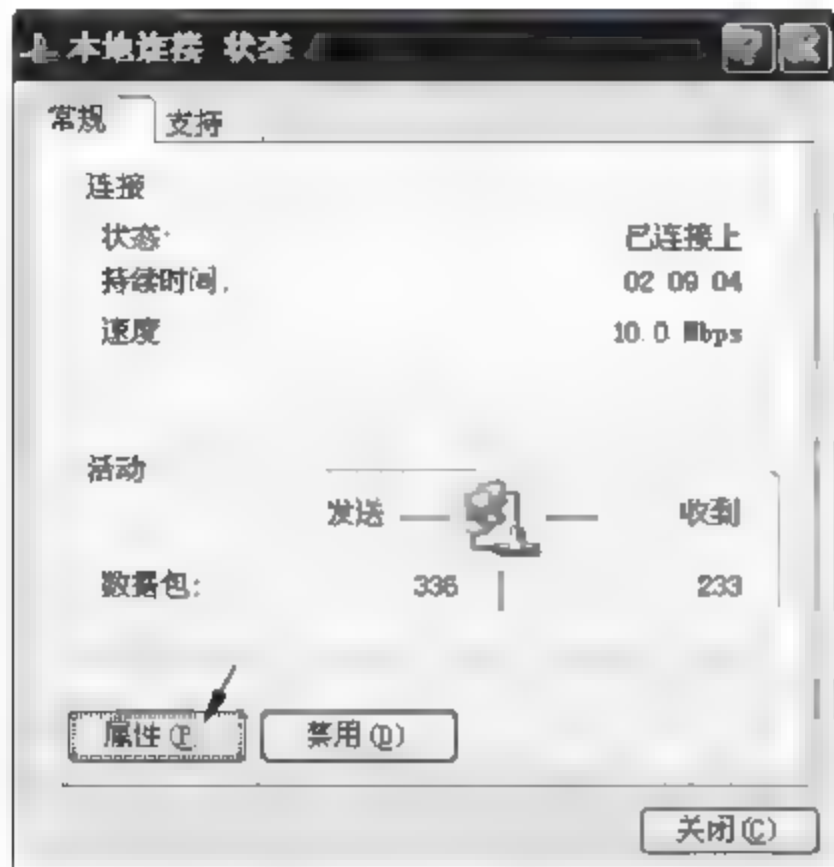 本地连接 状态
常规 支持
连接
状态:
已连接上
持续时间:
02 09 04
速度
10.0 Mbps
活动
发送 — — 收到
数据包: 336 | 233
属性(P) 禁用(D)
关闭(C)